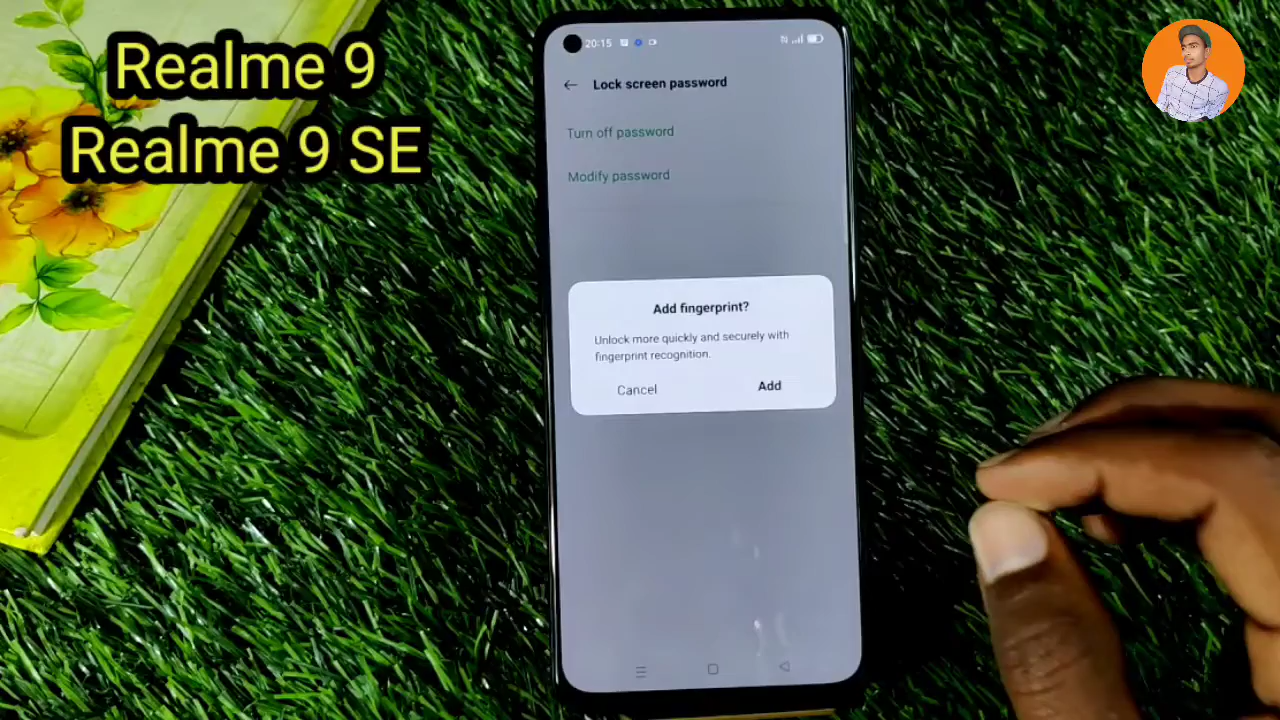 Realme 9
Realme 9 SE
20:15
Lock screen password
Turn off password
Modify password
Add fingerprint?
Unlock more quickly and securely with
fingerprint recognition.
Cancel Add